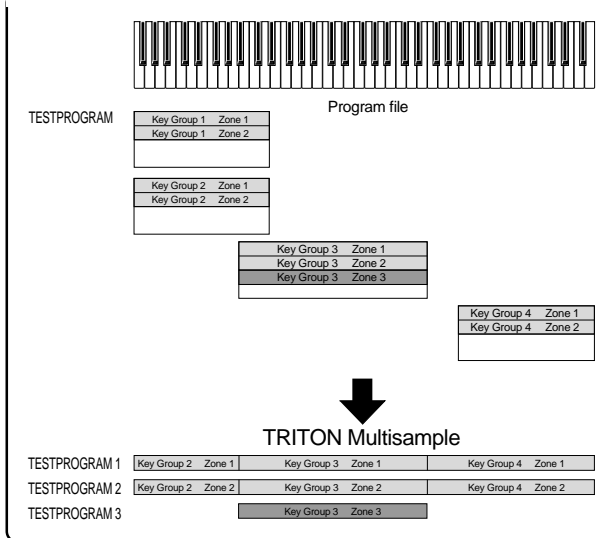 Program file
TESTPROGRAM
Key Group 1 Zone 1
Key Group 1 Zone 2
Key Group 2 Zone 1
Key Group 2 Zone 2
Key Group 3 Zone 1
Key Group 3 Zone 2
Key Group 3 Zone 3
Key Group 4 Zone 1
Key Group 4 Zone 2
TRITON Multisample
TESTPROGRAM 1 Key Group 2 Zone 1 Key Group 3 Zone 1 Key Group 4 Zone 1
TESTPROGRAM 2 Key Group 2 Zone 2 Key Group 3 Zone 2 Key Group 4 Zone 2
TESTPROGRAM 3 Key Group 3 Zone 3